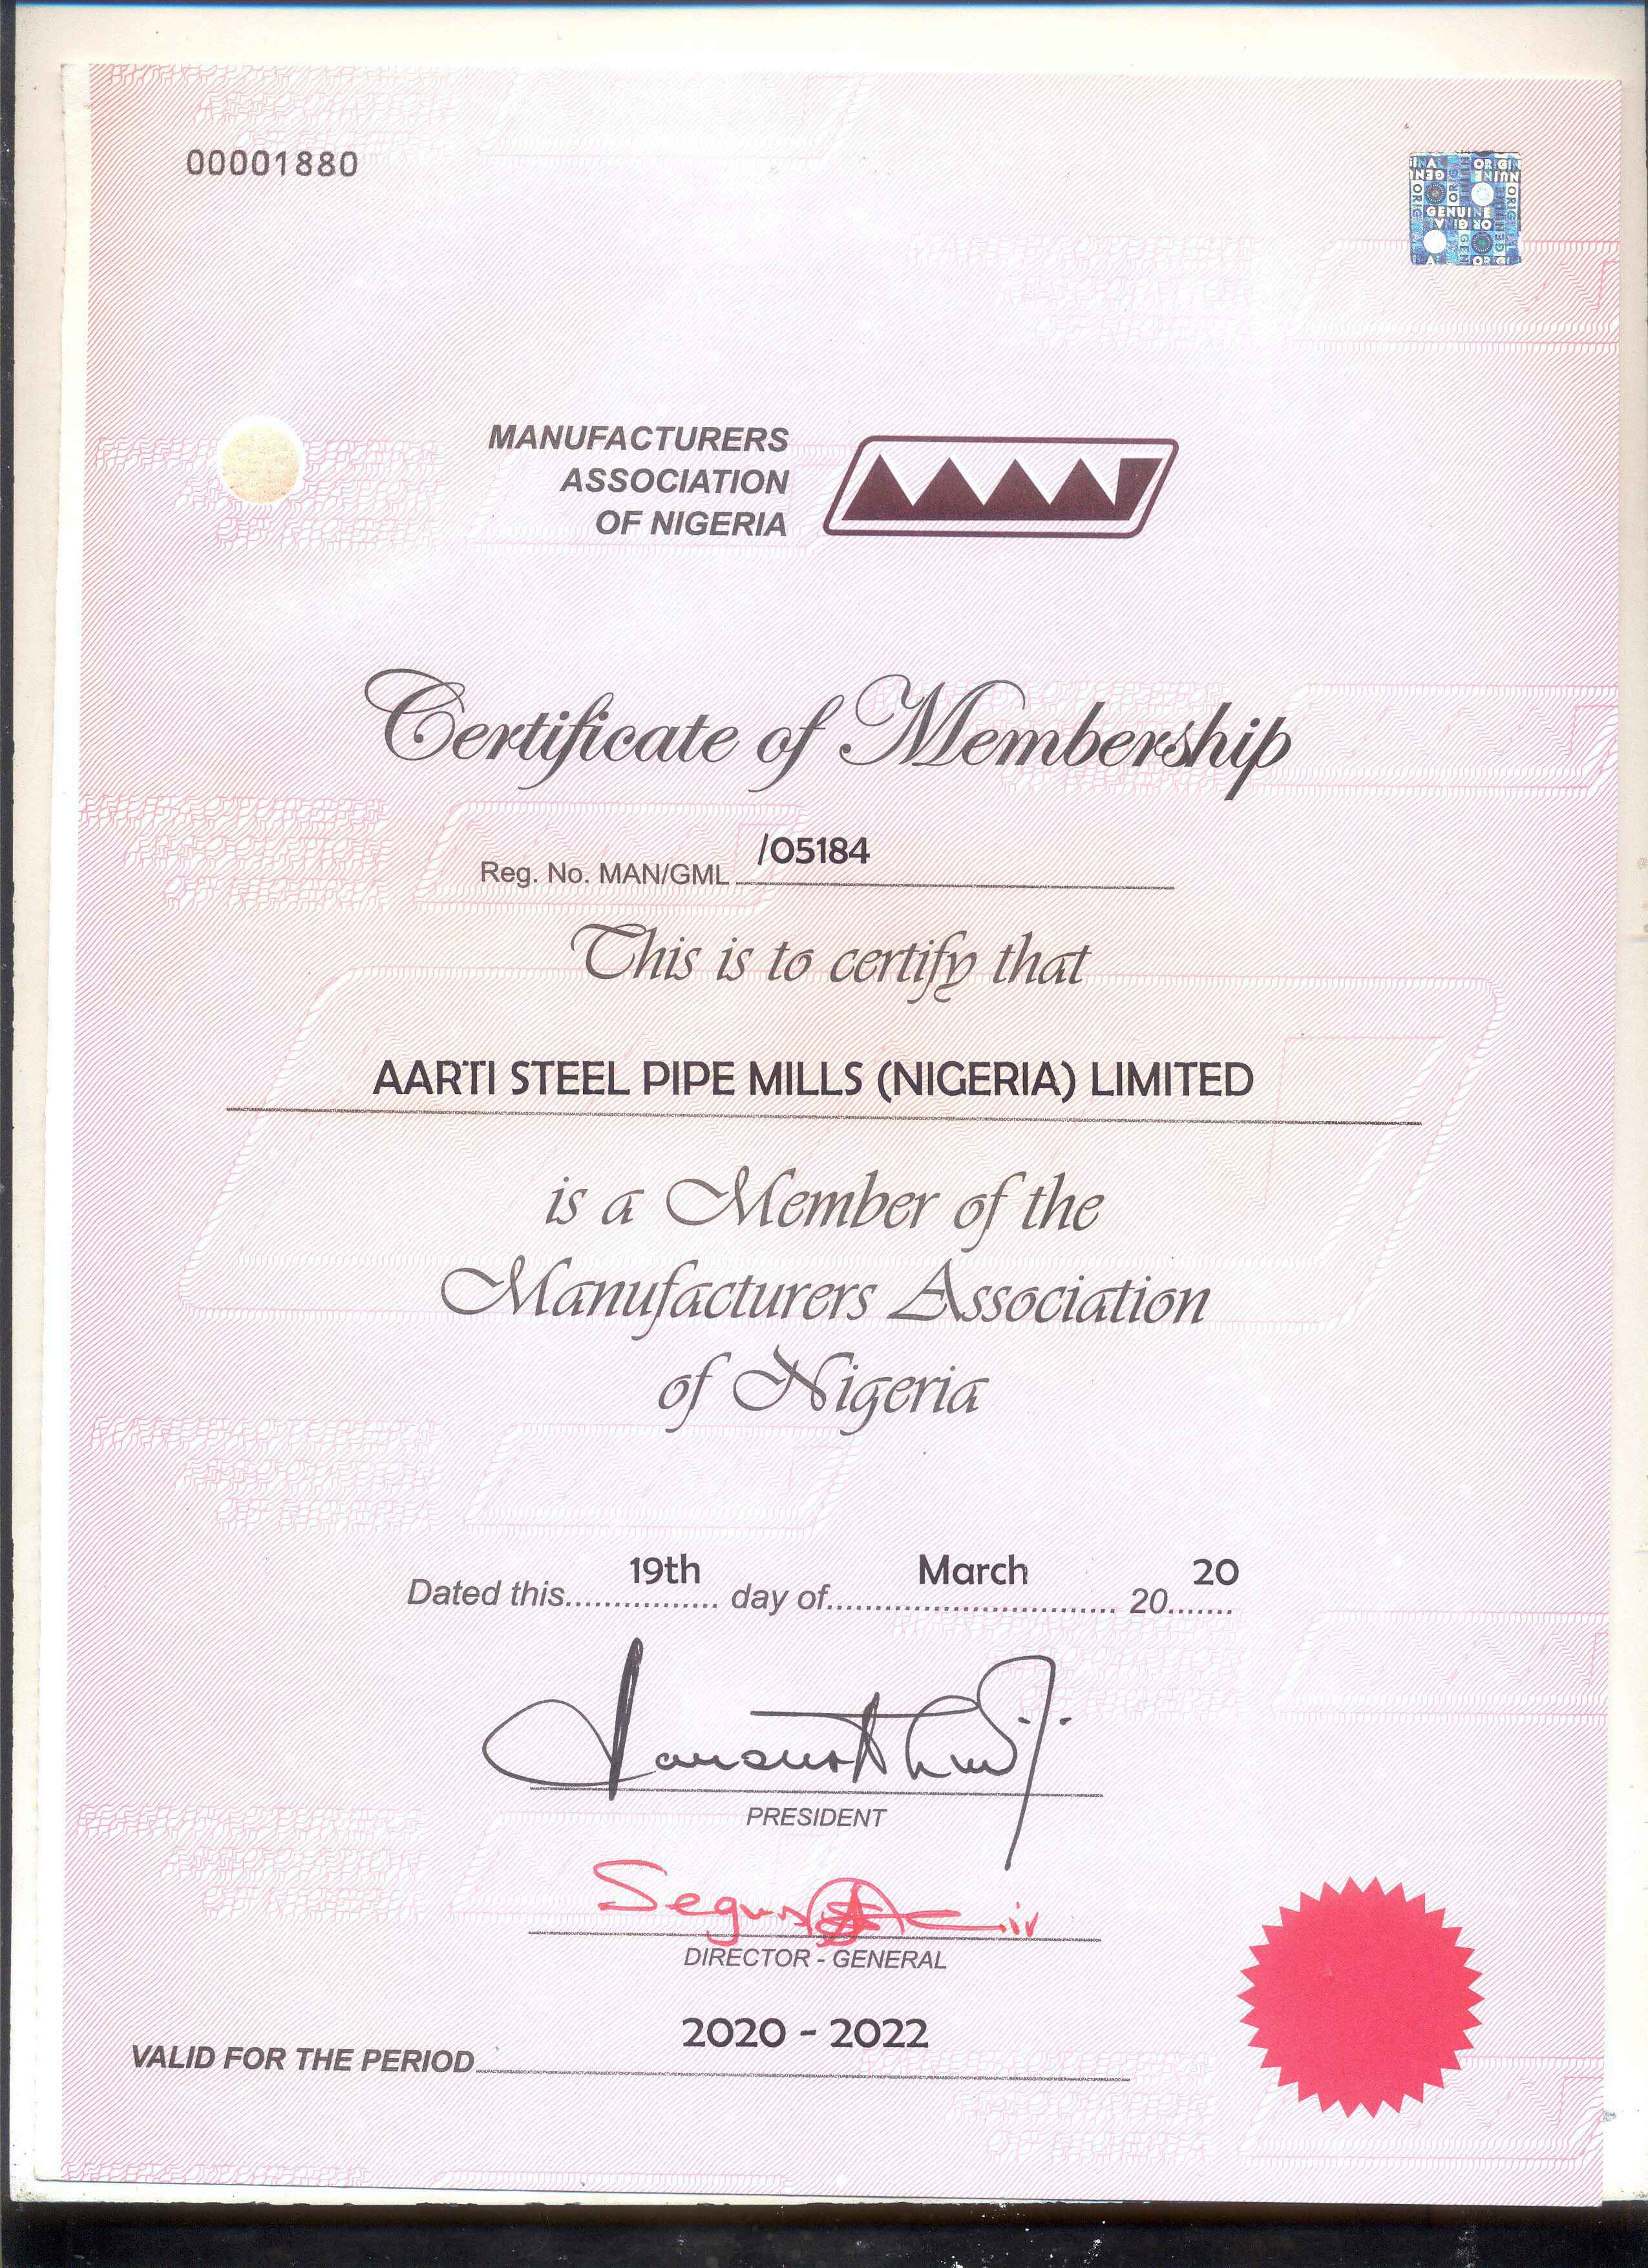 00001880
MANUFACTURERS
ASSOCIATION
OF NIGERIA
Certificate of Membership
Reg. No. MAN/GML /05184
This is to certify that
AARTI STEEL PIPE MILLS (NIGERIA) LIMITED
is a Member of the
Manufacturers Association
of Nigeria
Dated this 19th day of March 20 20
PRESIDENT
Segun
DIRECTOR - GENERAL
VALID FOR THE PERIOD 2020 - 2022
GENUINE